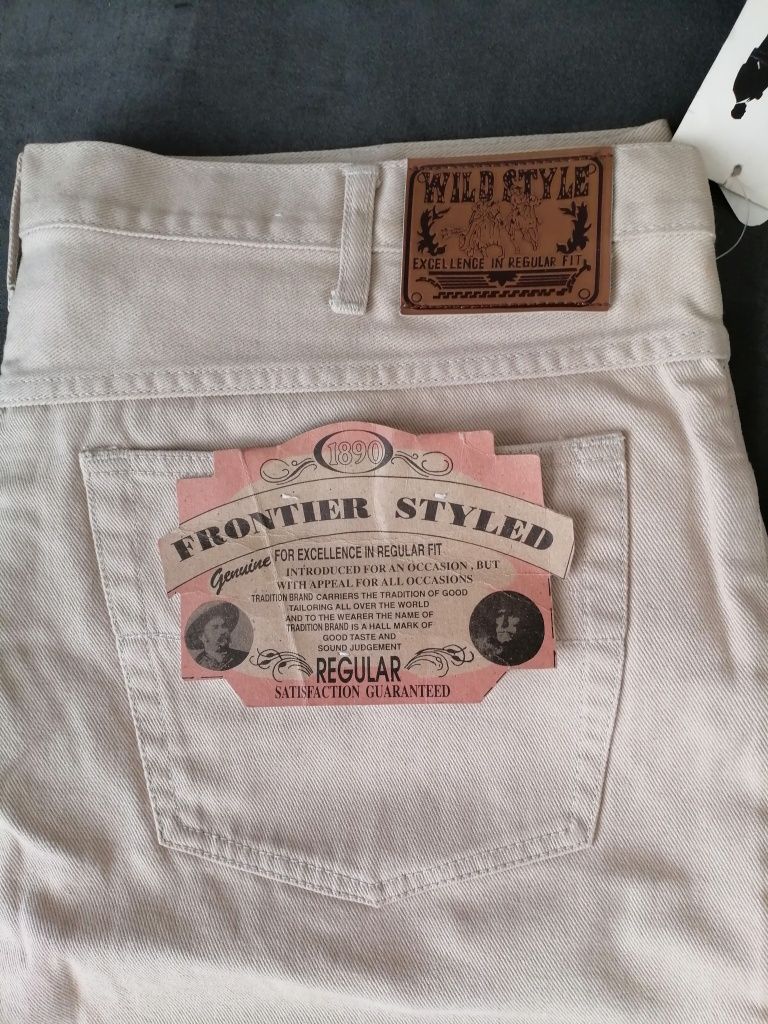 WILD STYLE
EXCELLENCE IN REGULAR FIT
1890
FRONTIER STYLED
Genuine FOR EXCELLENCE IN REGULAR FIT
INTRODUCED FOR AN OCCASION , BUT
WITH APPEAL FOR ALL OCCASIONS
TRADITION BRAND CARRIERS THE TRADITION OF GOOD
TAILORING ALL OVER THE WORLD
AND TO THE WEARER THE NAME OF
TRADITION BRAND IS A HALL MARK OF
GOOD TASTE AND
SOUND JUDGEMENT
REGULAR
SATISFACTION GUARANTEED